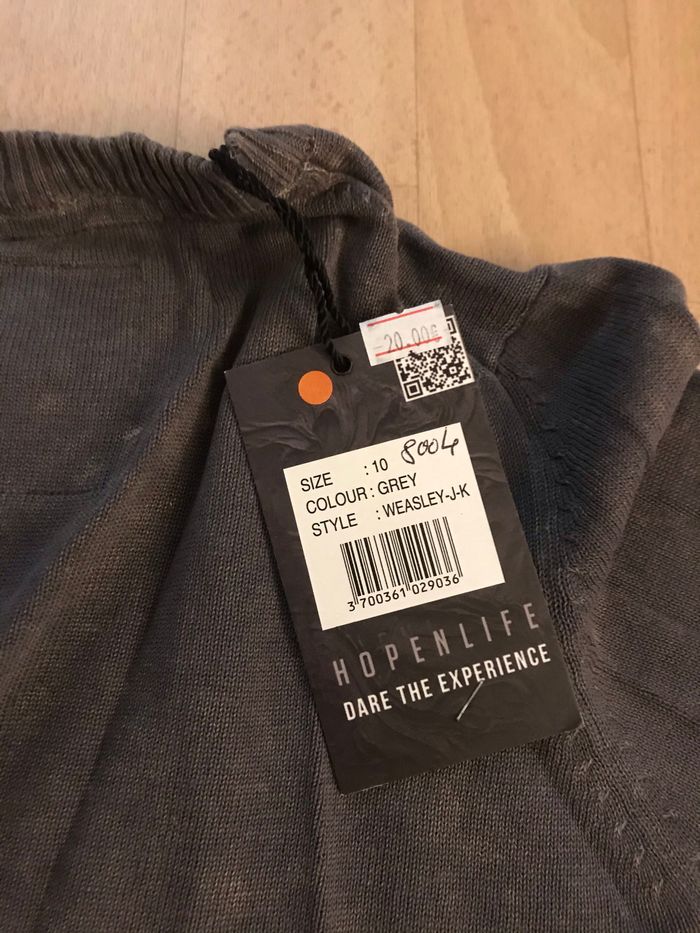 -20.00€
8004
SIZE : 10
COLOUR : GREY
STYLE : WEASLEY-J-K
3 700361 029036
HOPENLIFE
DARE THE EXPERIENCE